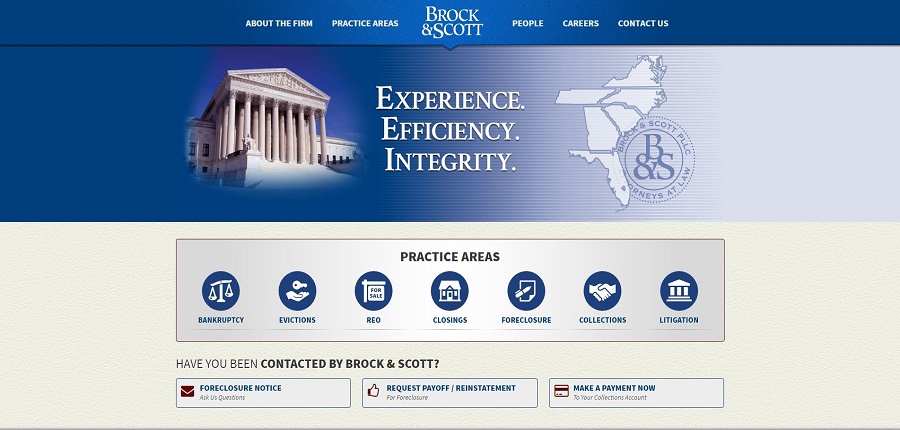 ABOUT THE FIRM
PRACTICE AREAS
BROCK
&SCOTT
PEOPLE
CAREERS
CONTACT US
EXPERIENCE.
EFFICIENCY.
INTEGRITY.
BROCK & SCOTT PLLC
B
&S
ORNEYS AT LAW
PRACTICE AREAS
BANKRUPTCY
EVICTIONS
FOR
SALE
REO
CLOSINGS
FORECLOSURE
COLLECTIONS
LITIGATION
HAVE YOU BEEN CONTACTED BY BROCK & SCOTT?
FORECLOSURE NOTICE
Ask Us Questions
REQUEST PAYOFF / REINSTATEMENT
For Foreclosure
MAKE A PAYMENT NOW
To Your Collections Account